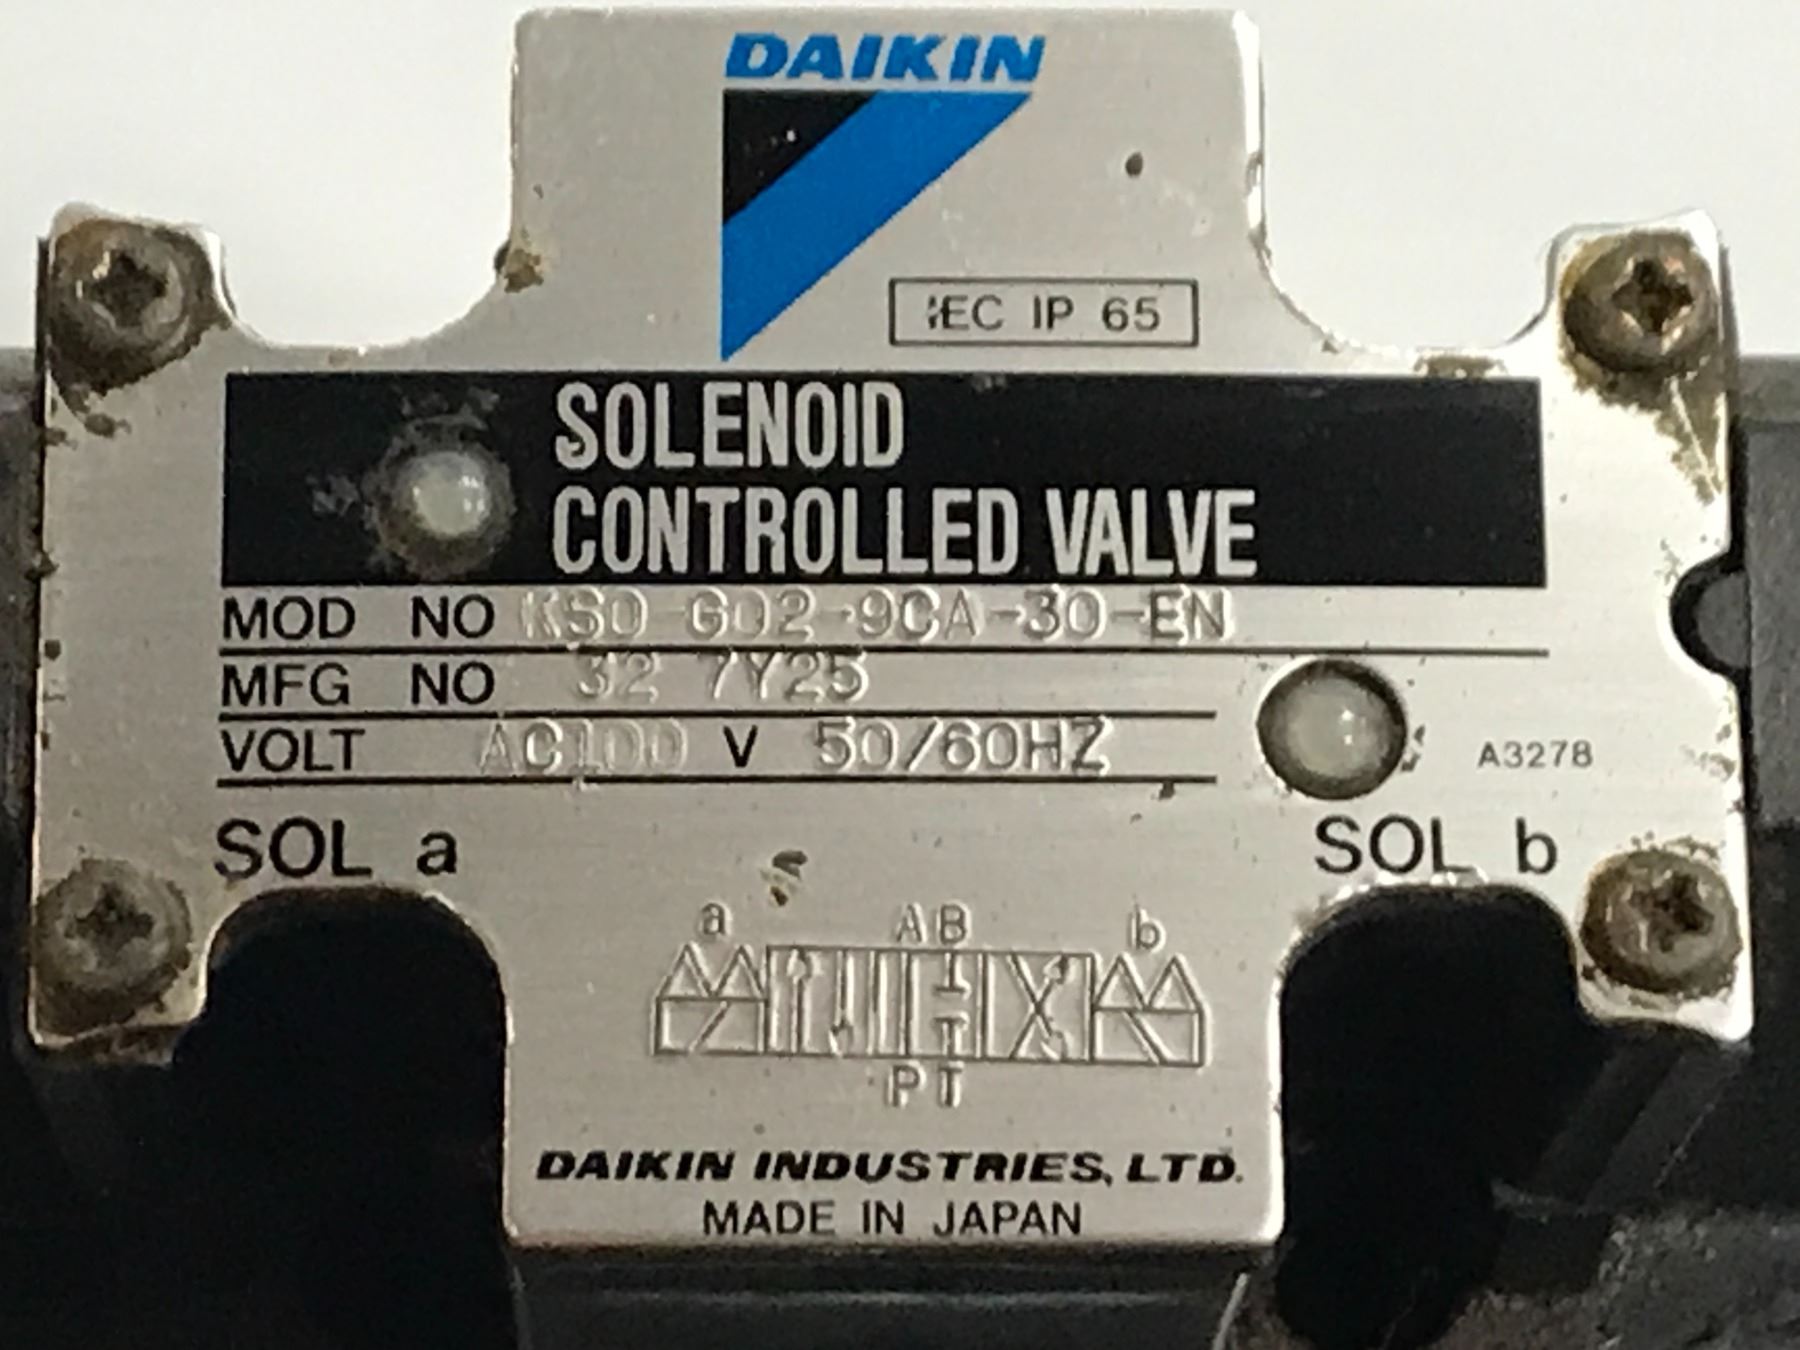 DAIKIN
IEC IP 65
SOLENOID
CONTROLLED VALVE
MOD NO KSO-G02-9CA-30-EN
MFG NO 32 7Y25
VOLT AC100 V 50/60HZ
A3278
SOL a SOL b
a AB b
PT
DAIKIN INDUSTRIES, LTD.
MADE IN JAPAN